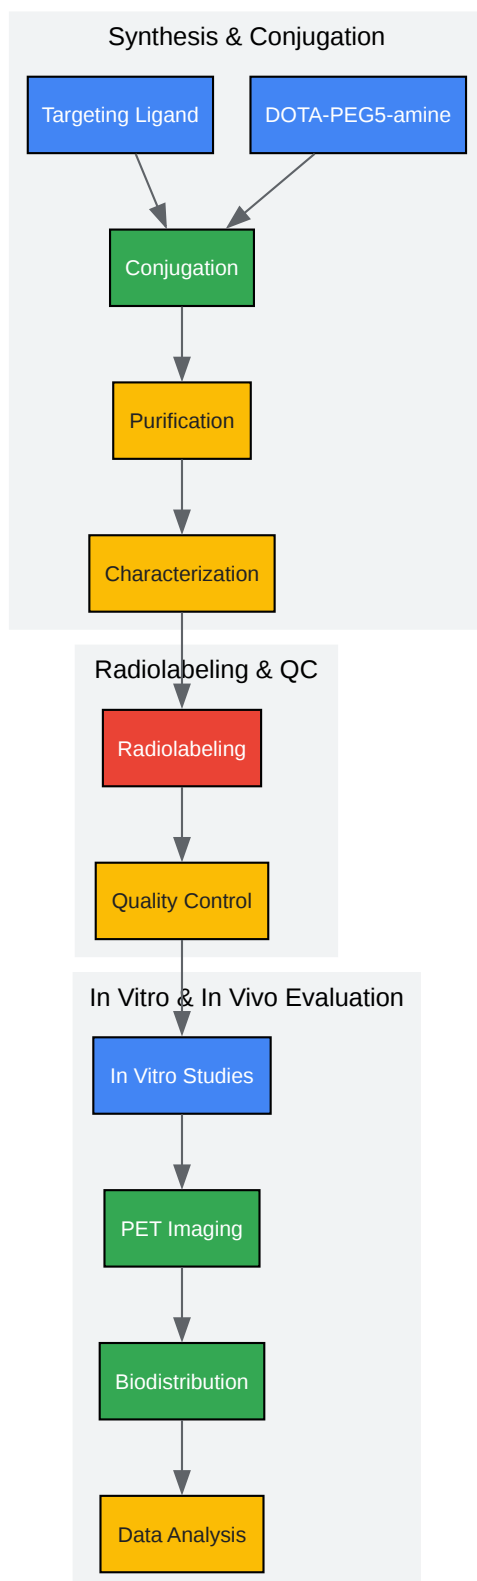 Synthesis & Conjugation
Targeting Ligand
DOTA-PEG5-amine
Conjugation
Purification
Characterization
Radiolabeling & QC
Radiolabeling
Quality Control
In Vitro & In Vivo Evaluation
In Vitro Studies
PET Imaging
Biodistribution
Data Analysis